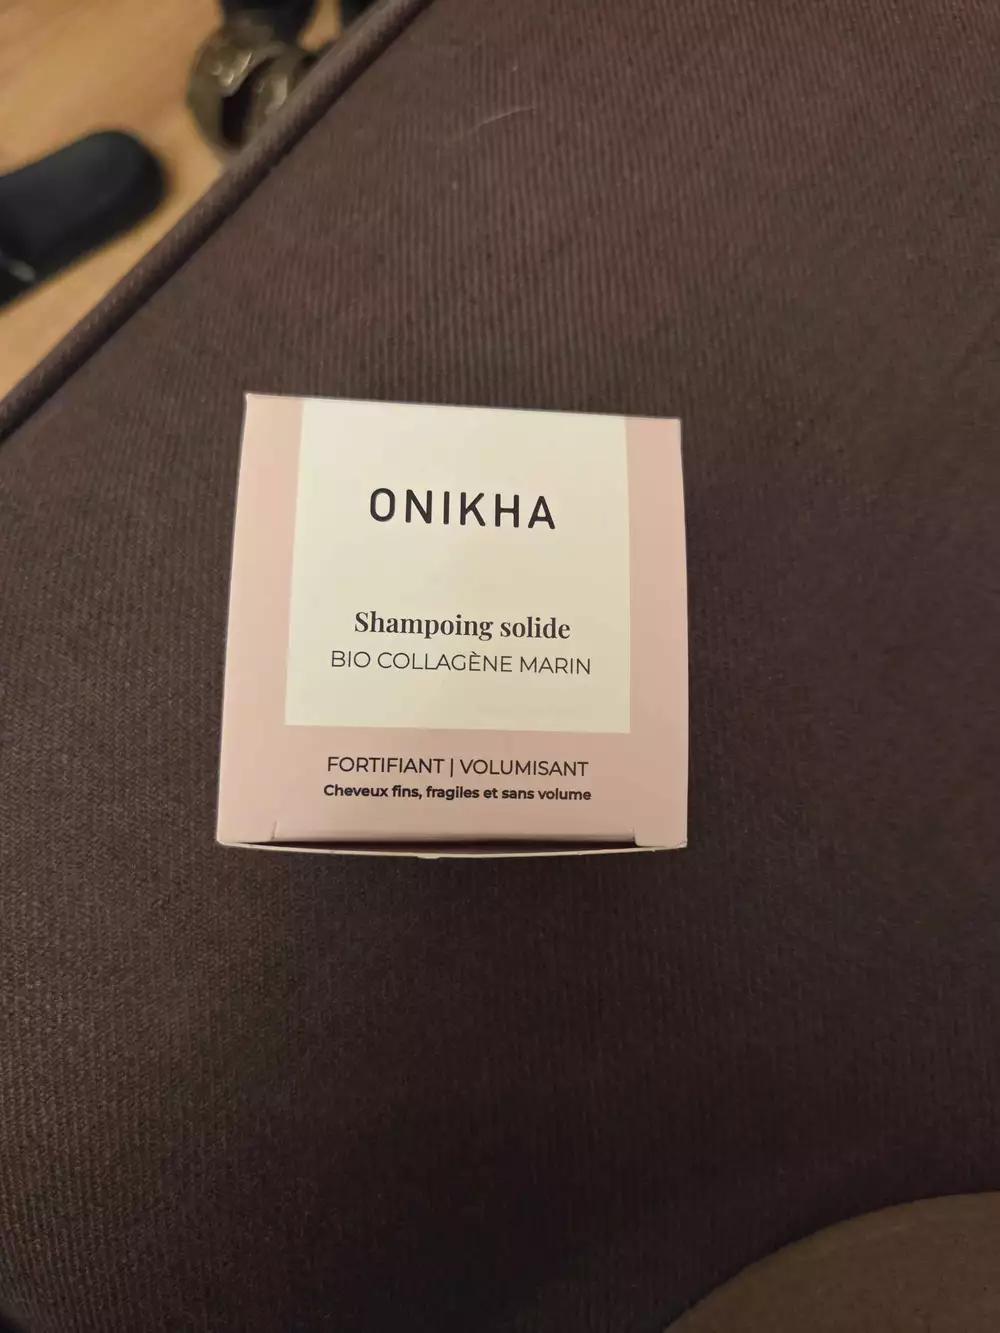 ONIKHA
Shampoing solide
BIO COLLAGÈNE MARIN
FORTIFIANT | VOLUMISANT
Cheveux fins, fragiles et sans volume